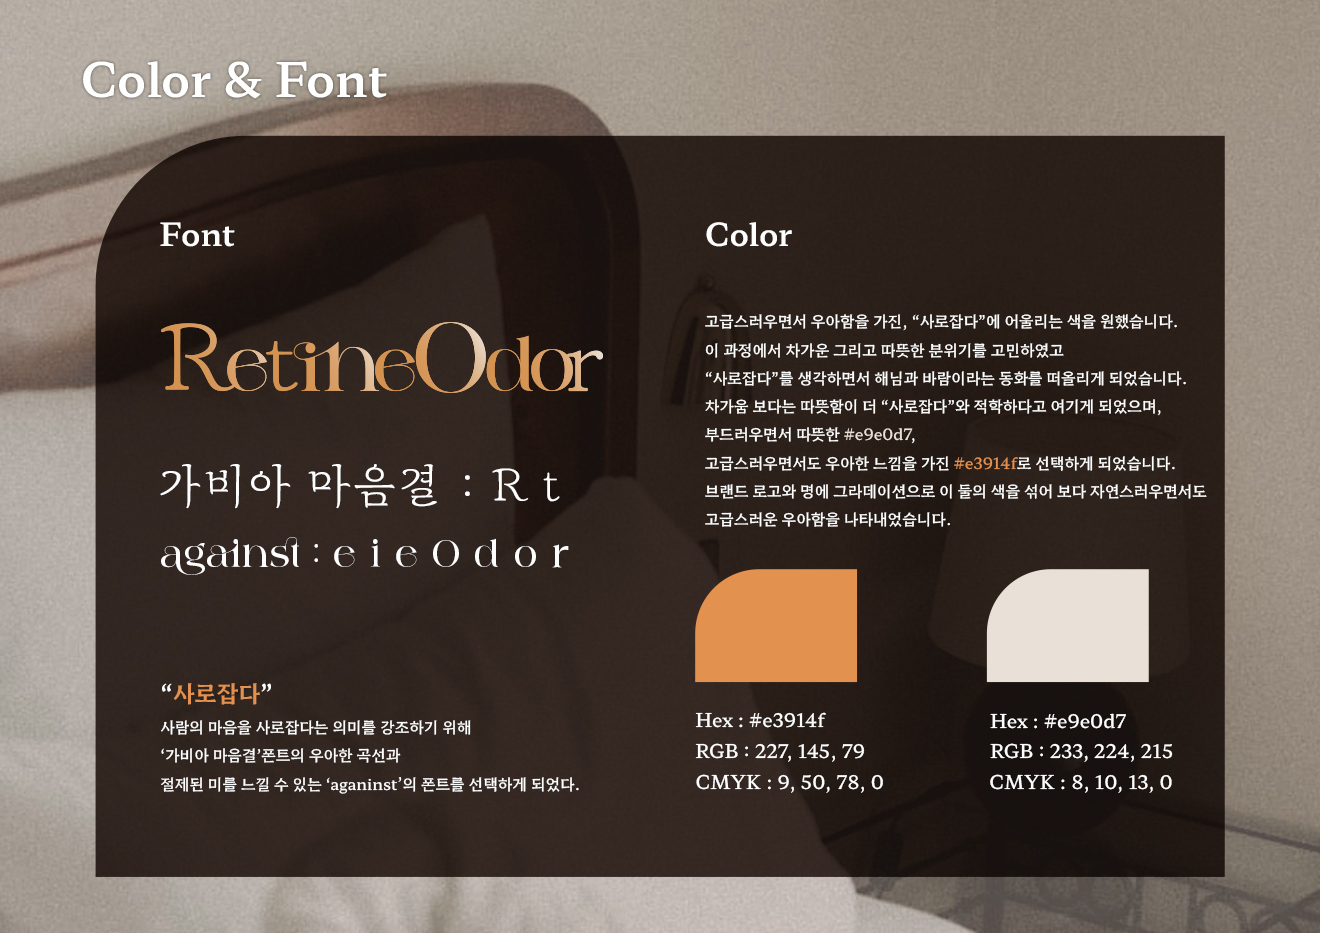 Color & Font
Font
RetineOdor
가비아 마음결 : R t
against : e i e O d o r
“사로잡다”
사람의 마음을 사로잡다는 의미를 강조하기 위해
‘가비아 마음결’폰트의 우아한 곡선과
절제된 미를 느낄 수 있는 ‘aganinst’의 폰트를 선택하게 되었다.
Color
고급스러우면서 우아함을 가진, “사로잡다”에 어울리는 색을 원했습니다.
이 과정에서 차가운 그리고 따뜻한 분위기를 고민하였고
“사로잡다”를 생각하면서 해님과 바람이라는 동화를 떠올리게 되었습니다.
차가움 보다는 따뜻함이 더 “사로잡다”와 적학하다고 여기게 되었으며,
부드러우면서 따뜻한 #e9e0d7,
고급스러우면서도 우아한 느낌을 가진 #e3914f로 선택하게 되었습니다.
브랜드 로고와 명에 그라데이션으로 이 둘의 색을 섞어 보다 자연스러우면서도
고급스러운 우아함을 나타내었습니다.
Hex : #e3914f
RGB : 227, 145, 79
CMYK : 9, 50, 78, 0
Hex : #e9e0d7
RGB : 233, 224, 215
CMYK : 8, 10, 13, 0